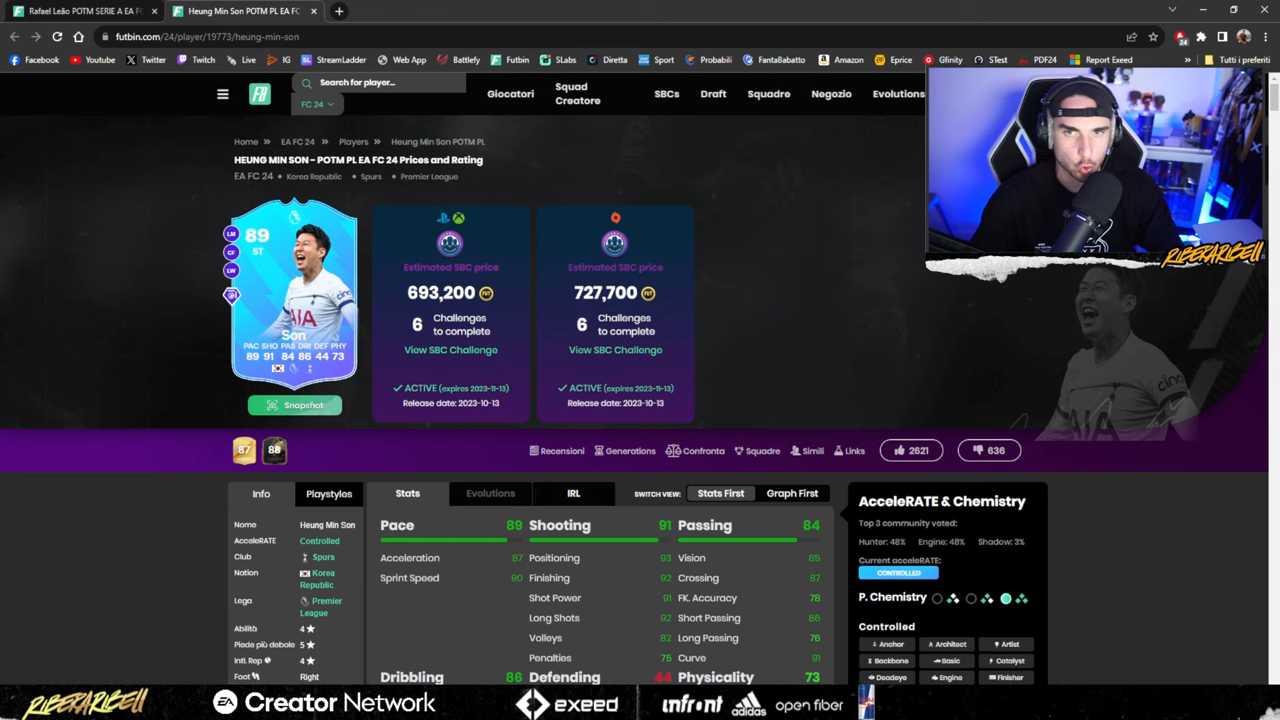 Rafael Leão POTM SERIE A EA FC
Heung Min Son POTM PL EA FC
futbin.com/24/player/19773/heung-min-son
24
Facebook
Youtube
Twitter
Twitch
Live
IG
StreamLadder
Web App
Battlefy
Futbin
SLabs
Diretta
Sport
Probabili
FantaBabatto
Amazon
Eprice
Gfinity
STest
PDF24
Report Exeed
Tutti i preferiti
Search for player...
FC 24
Giocatori
Squad Creatore
SBCs
Draft
Squadre
Negozio
Evolutions
Home » EA FC 24 » Players » Heung Min Son POTM PL
HEUNG MIN SON - POTM PL EA FC 24 Prices and Rating
EA FC 24 • Korea Republic • Spurs • Premier League
89
ST
LM
CF
LW
AIA
Son
PAC SHO PAS DRI DEF PHY
89 91 84 86 44 73
Snapshot
Estimated SBC price
693,200
6 Challenges to complete
View SBC Challenge
ACTIVE (expires 2023-11-13)
Release date: 2023-10-13
Estimated SBC price
727,700
6 Challenges to complete
View SBC Challenge
ACTIVE (expires 2023-11-13)
Release date: 2023-10-13
RIBERARIBELL
87
88
Recensioni
Generations
Confronta
Squadre
Simili
Links
2621
636
Info
Playstyles
Nome Heung Min Son
AcceleRATE Controlled
Club Spurs
Nation Korea Republic
Lega Premier League
Abilità 4
Piede più debole 5
Intl. Rep 4
Foot Right
Stats
Evolutions
IRL
SWITCH VIEW:
Stats First
Graph First
Pace 89
Acceleration 87
Sprint Speed 90
Shooting 91
Positioning 93
Finishing 92
Shot Power 91
Long Shots 92
Volleys 82
Penalties 75
Passing 84
Vision 85
Crossing 87
FK. Accuracy 78
Short Passing 86
Long Passing 76
Curve 91
Dribbling 86
Defending 44
Physicality 73
AcceleRATE & Chemistry
Top 3 community voted:
Hunter: 48% Engine: 48% Shadow: 3%
Current acceleRATE:
CONTROLLED
P. Chemistry
Controlled
Anchor
Architect
Artist
Backbone
Basic
Catalyst
Deadeye
Engine
Finisher
RIBERARIBELL
EA Creator Network
exeed
infront
adidas
open fiber